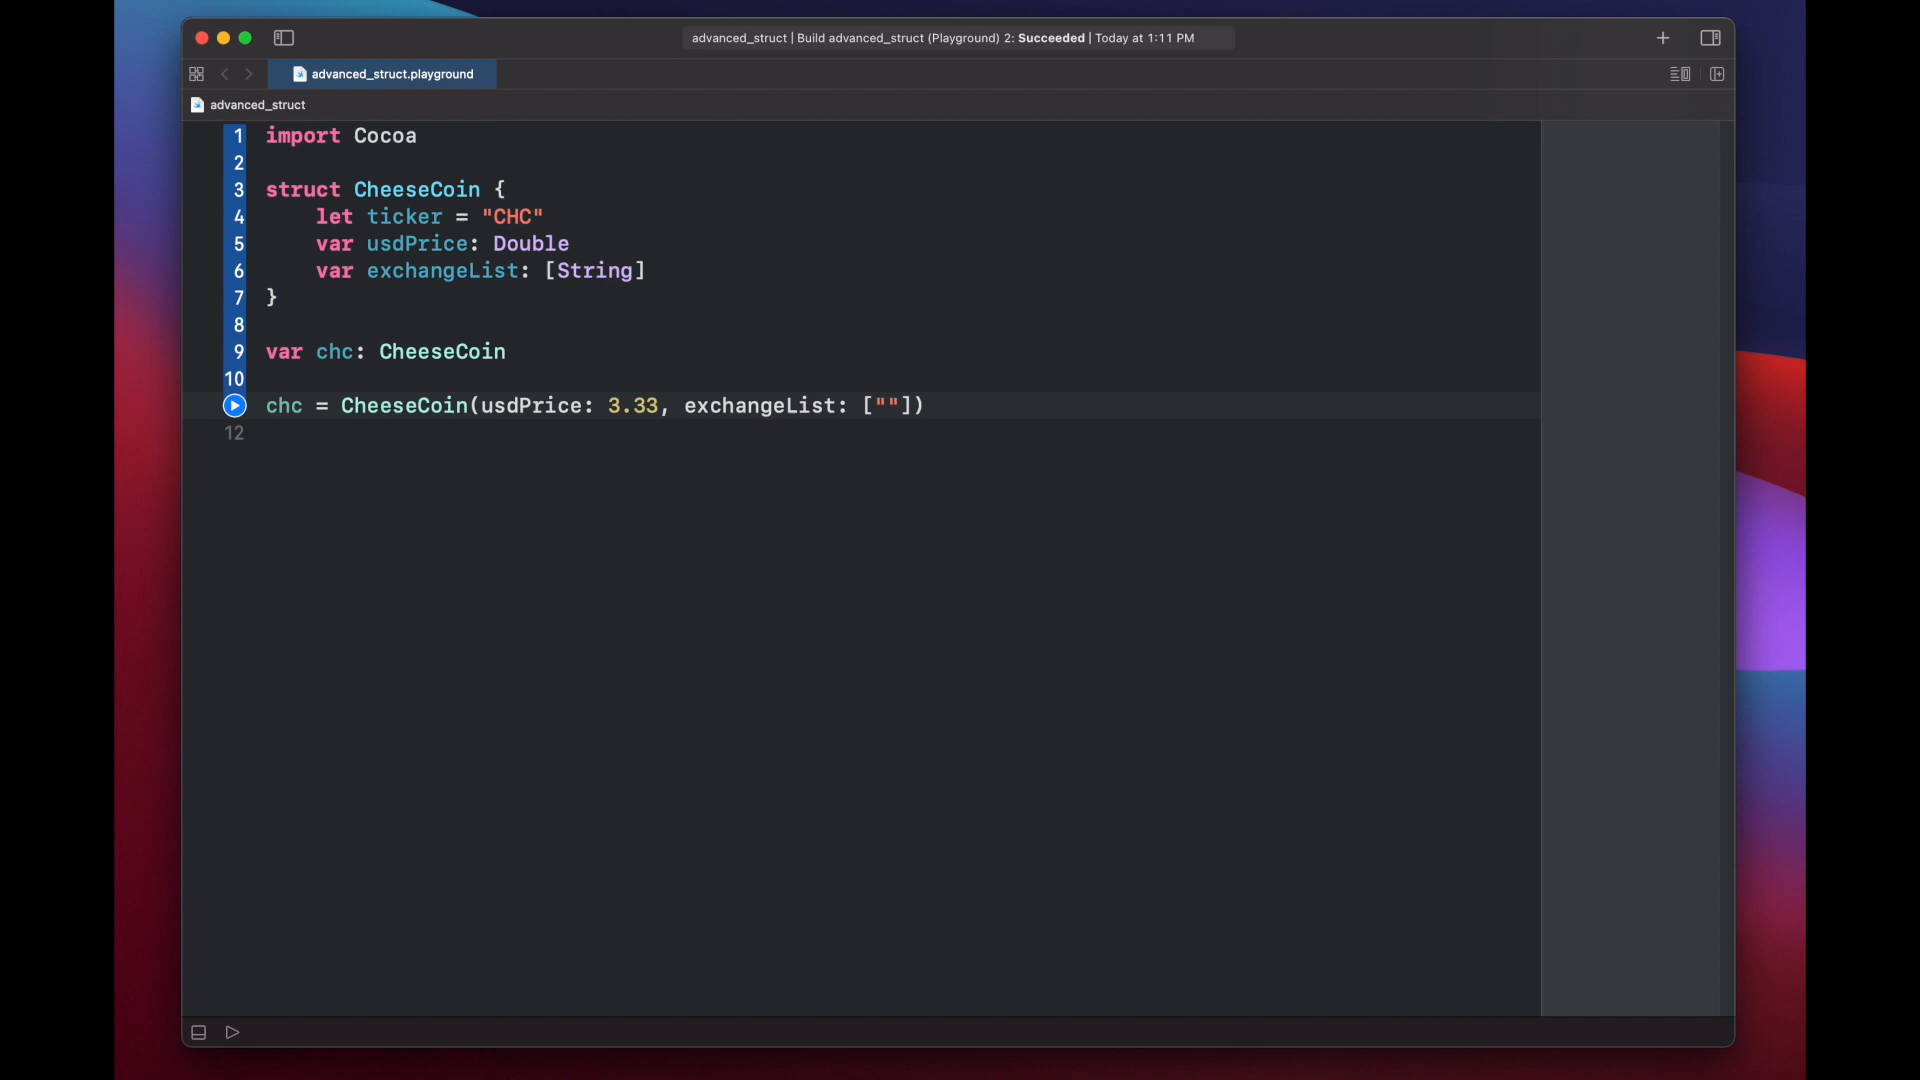 advanced_struct | Build advanced_struct (Playground) 2: Succeeded | Today at 1:11 PM
advanced_struct.playground
advanced_struct
1 import Cocoa
2
3 struct CheeseCoin {
4     let ticker = "CHC"
5     var usdPrice: Double
6     var exchangeList: [String]
7 }
8
9 var chc: CheeseCoin
10
chc = CheeseCoin(usdPrice: 3.33, exchangeList: [""])
12